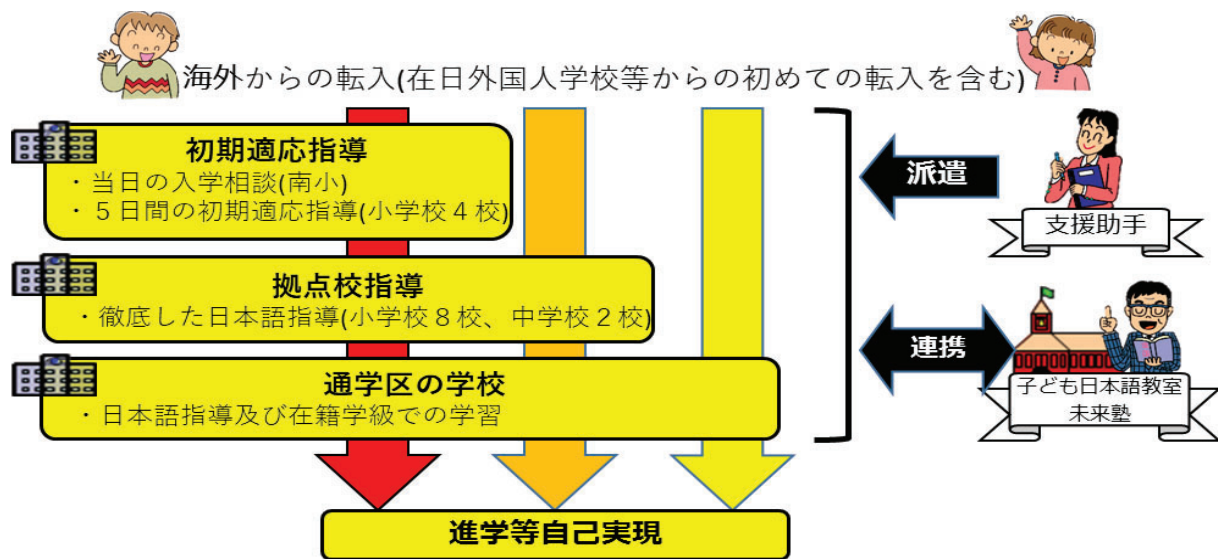 海外からの転入(在日外国人学校等からの初めての転入を含む)
初期適応指導
・当日の入学相談(南小)
・５日間の初期適応指導(小学校４校)
拠点校指導
・徹底した日本語指導(小学校８校、中学校２校)
通学区の学校
・日本語指導及び在籍学級での学習
進学等自己実現
派遣
支援助手
連携
子ども日本語教室
未来塾